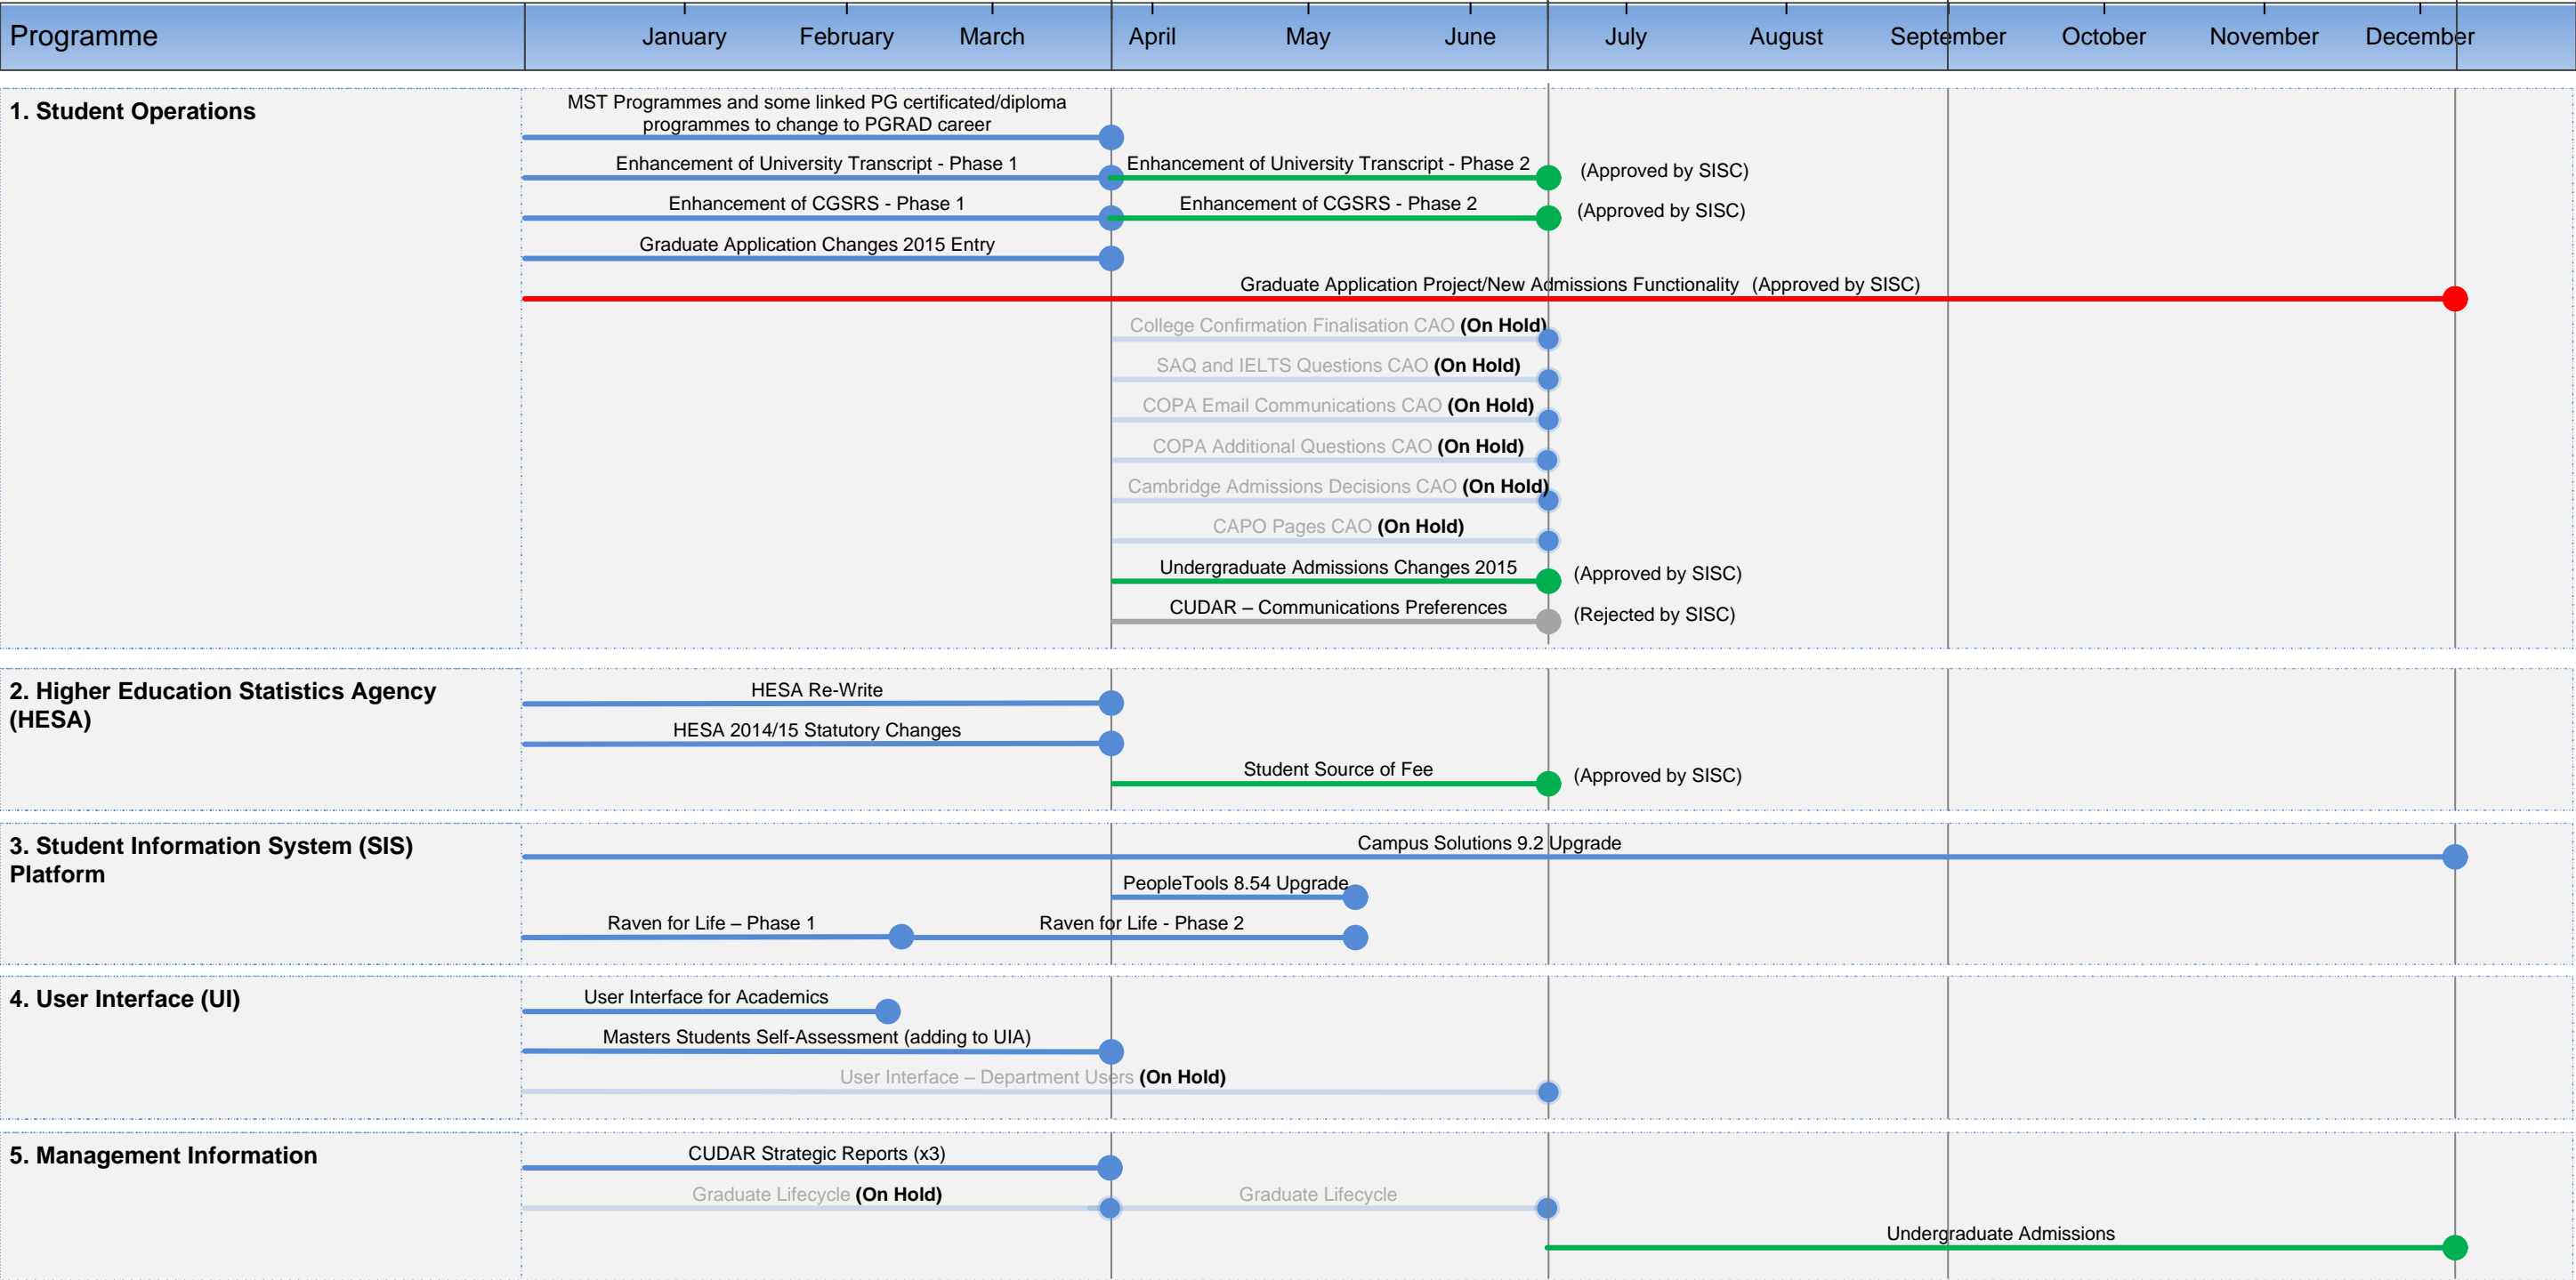 Programme
January February March April May June July August September October November December
1. Student Operations
MST Programmes and some linked PG certificated/diploma
programmes to change to PGRAD career
Enhancement of University Transcript - Phase 1
Enhancement of University Transcript - Phase 2
(Approved by SISC)
Enhancement of CGSRS - Phase 1
Enhancement of CGSRS - Phase 2
(Approved by SISC)
Graduate Application Changes 2015 Entry
Graduate Application Project/New Admissions Functionality (Approved by SISC)
College Confirmation Finalisation CAO (On Hold)
SAQ and IELTS Questions CAO (On Hold)
COPA Email Communications CAO (On Hold)
COPA Additional Questions CAO (On Hold)
Cambridge Admissions Decisions CAO (On Hold)
CAPO Pages CAO (On Hold)
Undergraduate Admissions Changes 2015
(Approved by SISC)
CUDAR – Communications Preferences
(Rejected by SISC)
2. Higher Education Statistics Agency
(HESA)
HESA Re-Write
HESA 2014/15 Statutory Changes
Student Source of Fee
(Approved by SISC)
3. Student Information System (SIS)
Platform
Campus Solutions 9.2 Upgrade
PeopleTools 8.54 Upgrade
Raven for Life – Phase 1
Raven for Life - Phase 2
4. User Interface (UI)
User Interface for Academics
Masters Students Self-Assessment (adding to UIA)
User Interface – Department Users (On Hold)
5. Management Information
CUDAR Strategic Reports (x3)
Graduate Lifecycle (On Hold)
Graduate Lifecycle
Undergraduate Admissions